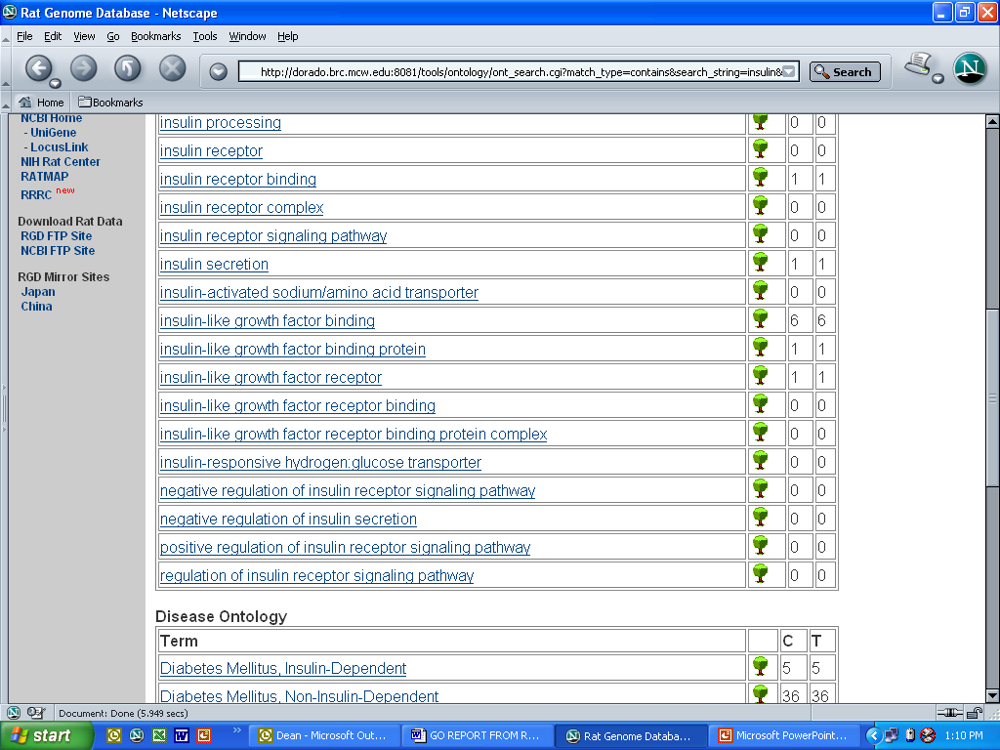 Rat Genome Database - Netscape
File Edit View Go Bookmarks Tools Window Help
http://dorado.brc.mcw.edu:8081/tools/ontology/ont_search.cgi?match_type=contains&search_string=insulin& Search N
Home Bookmarks
NCBI Home
- UniGene
- LocusLink
NIH Rat Center
RATMAP
RRRC new
Download Rat Data
RGD FTP Site
NCBI FTP Site
RGD Mirror Sites
Japan
China
insulin processing 0 0
insulin receptor 0 0
insulin receptor binding 1 1
insulin receptor complex 0 0
insulin receptor signaling pathway 0 0
insulin secretion 1 1
insulin-activated sodium/amino acid transporter 0 0
insulin-like growth factor binding 6 6
insulin-like growth factor binding protein 1 1
insulin-like growth factor receptor 1 1
insulin-like growth factor receptor binding 0 0
insulin-like growth factor receptor binding protein complex 0 0
insulin-responsive hydrogen:glucose transporter 0 0
negative regulation of insulin receptor signaling pathway 0 0
negative regulation of insulin secretion 0 0
positive regulation of insulin receptor signaling pathway 0 0
regulation of insulin receptor signaling pathway 0 0
Disease Ontology
Term C T
Diabetes Mellitus, Insulin-Dependent 5 5
Diabetes Mellitus, Non-Insulin-Dependent 36 36
Document: Done (5.949 secs)
start Dean - Microsoft Out... GO REPORT FROM R... Rat Genome Databa... Microsoft PowerPoint... 1:10 PM